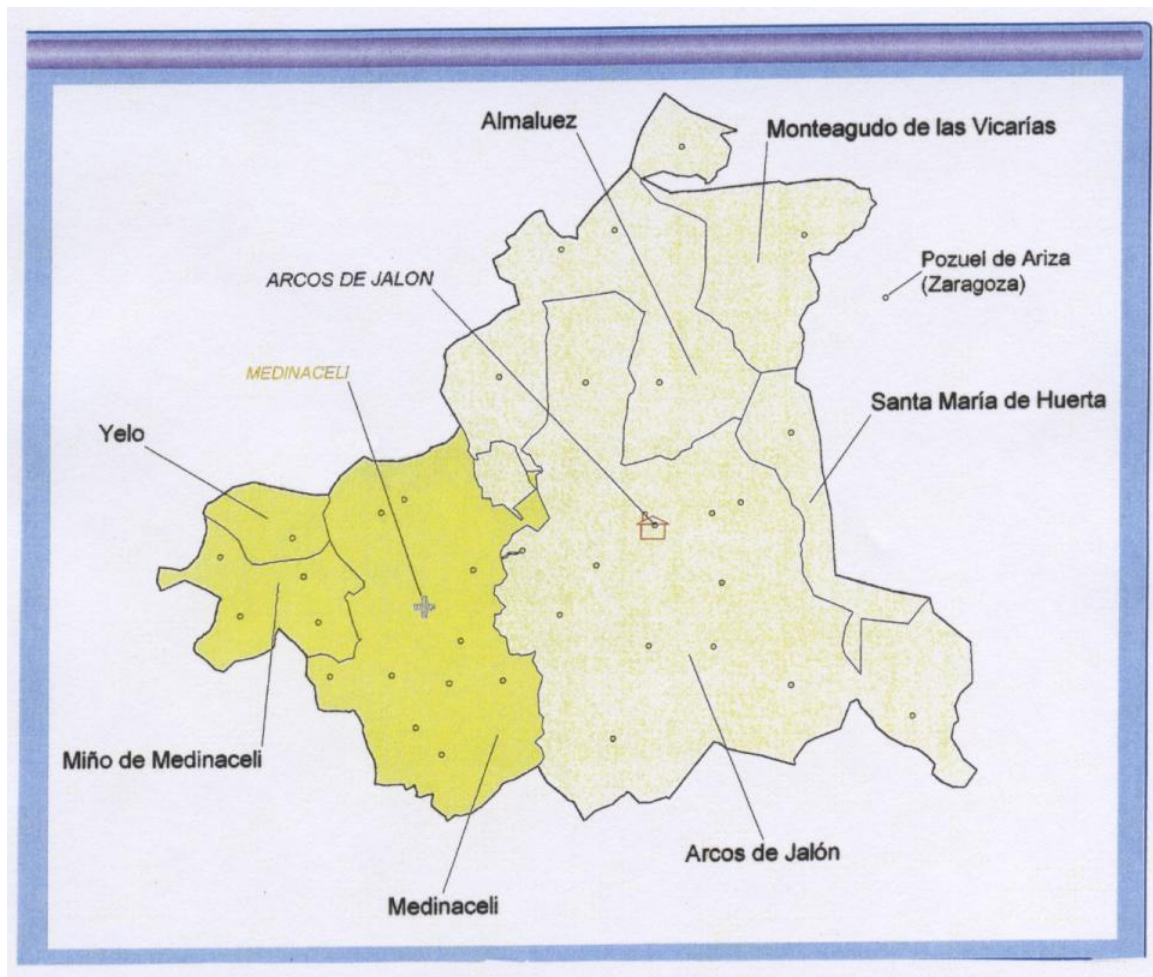 Almaluez
Monteagudo de las Vicarías
ARCOS DE JALON
Pozuel de Ariza
(Zaragoza)
MEDINACELI
Santa María de Huerta
Yelo
Miño de Medinaceli
Arcos de Jalón
Medinaceli